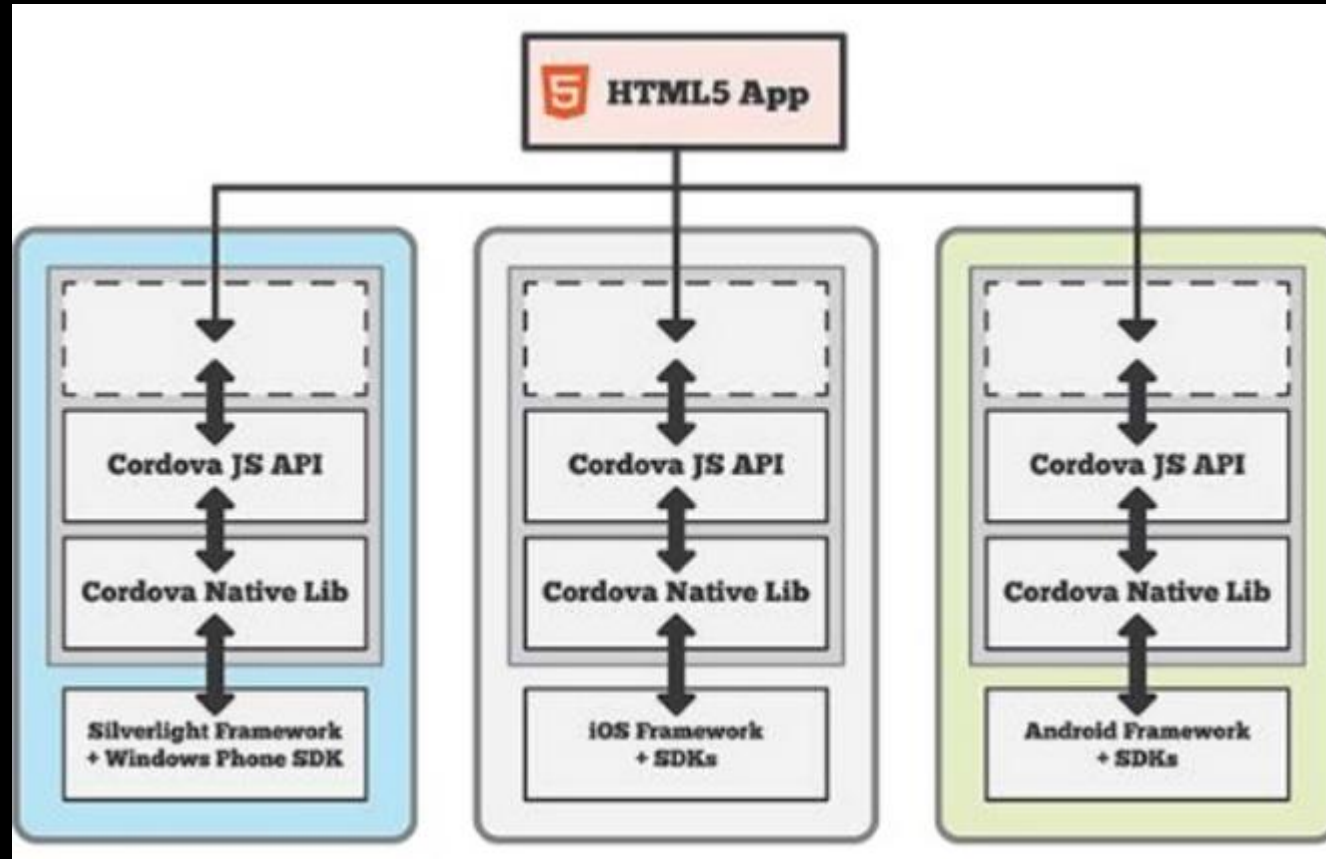 5 HTML5 App
Cordova JS API
Cordova Native Lib
Silverlight Framework
+ Windows Phone SDK
Cordova JS API
Cordova Native Lib
iOS Framework
+ SDKs
Cordova JS API
Cordova Native Lib
Android Framework
+ SDKs